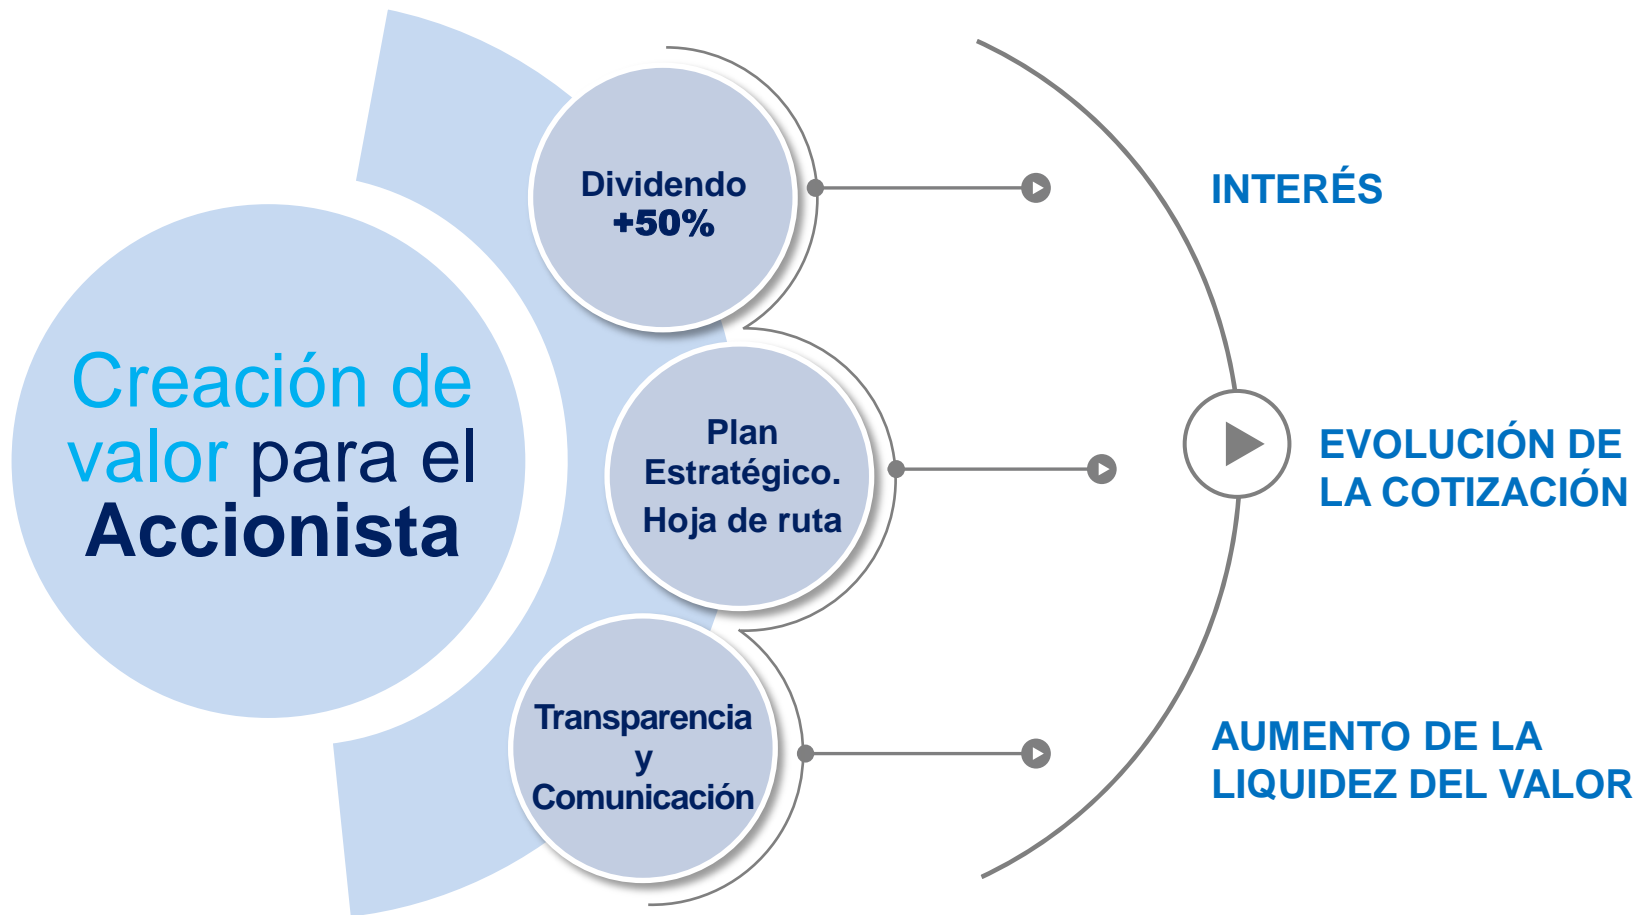 Creación de
valor para el
Accionista
Dividendo
+50%
Plan
Estratégico.
Hoja de ruta
Transparencia
y
Comunicación
INTERÉS
EVOLUCIÓN DE
LA COTIZACIÓN
AUMENTO DE LA
LIQUIDEZ DEL VALOR